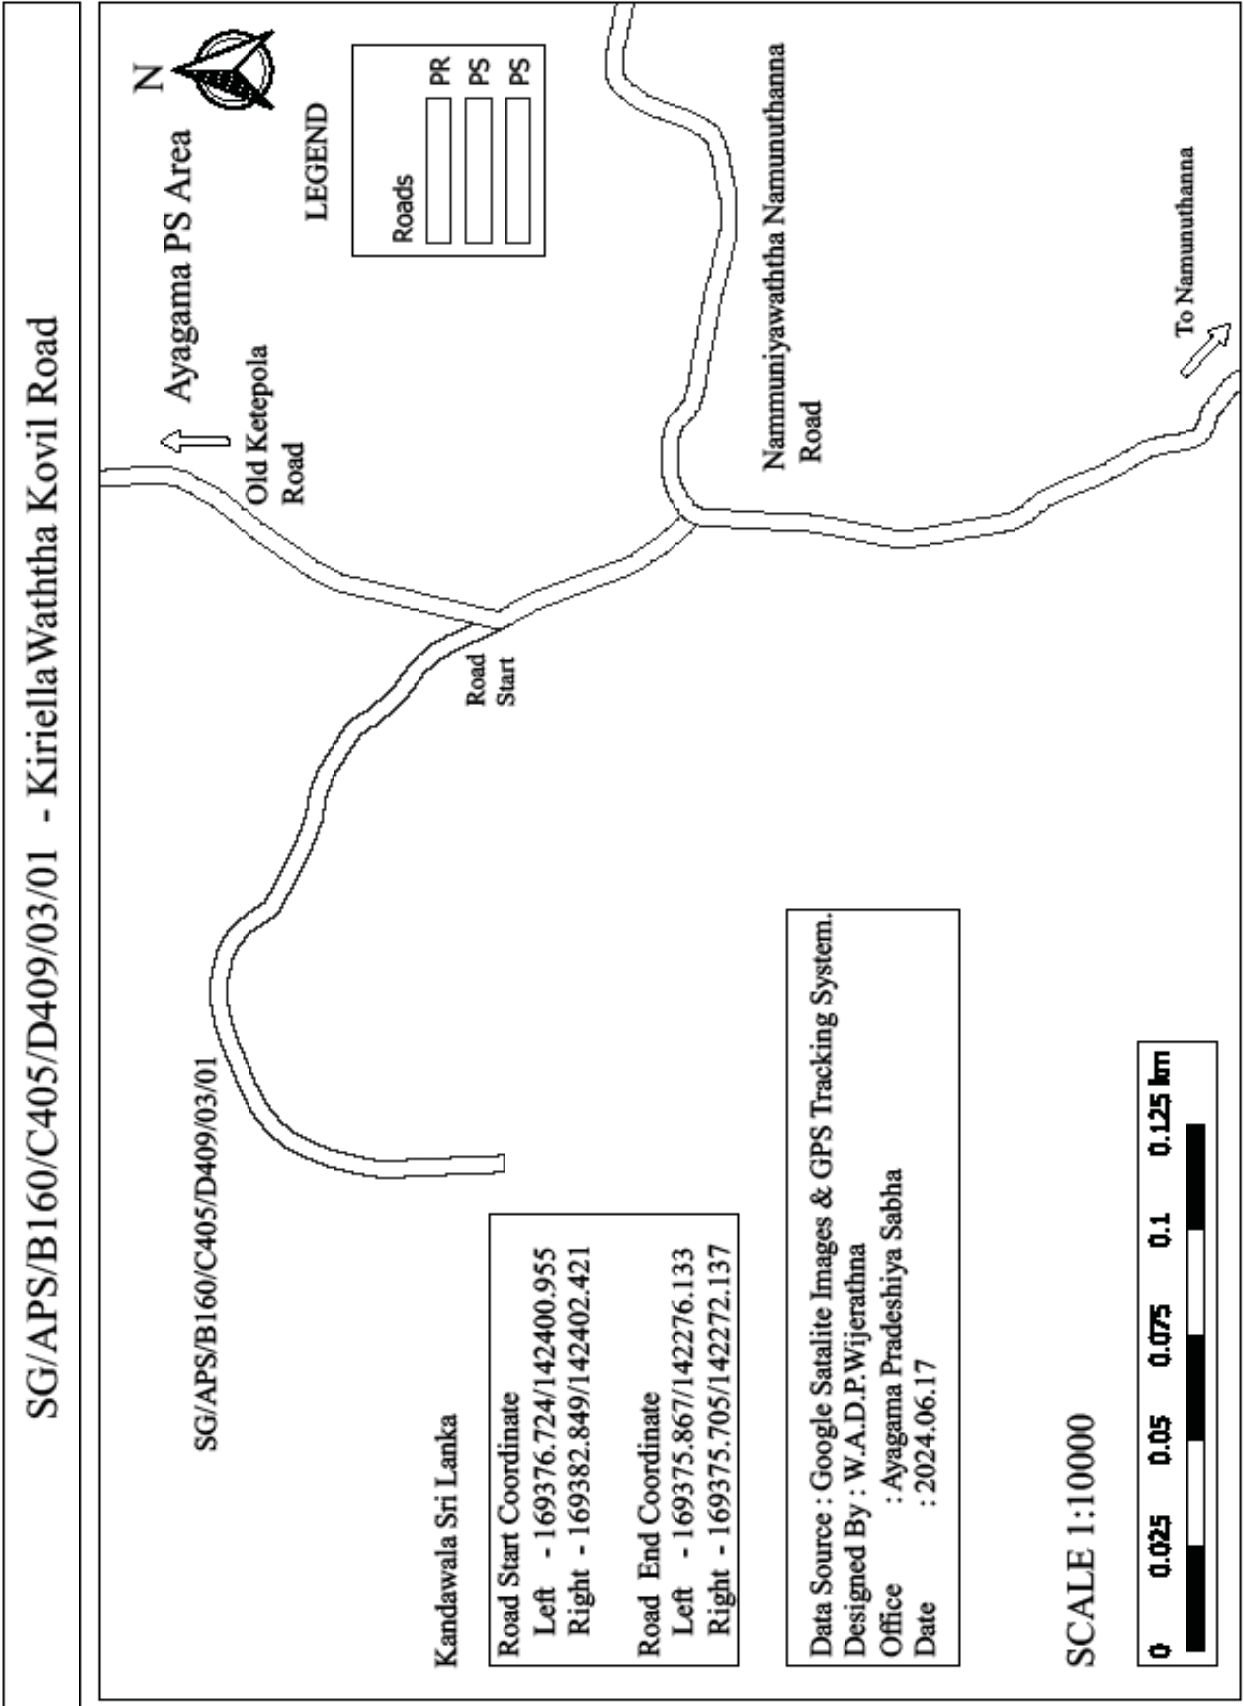 SG/APS/B160/C405/D409/03/01 - KiriellaWaththa Kovil Road
N
Ayagama PS Area
Old Ketepola
Road
LEGEND
Roads
PR
PS
PS
SG/APS/B160/C405/D409/03/01
Road
Start
Nammuniyawaththa Namunuthanna
Road
To Namunuthanna
Kandawala Sri Lanka
Road Start Coordinate
Left - 169376.724/142400.955
Right - 169382.849/142402.421
Road End Coordinate
Left - 169375.867/142276.133
Right - 169375.705/142272.137
Data Source : Google Satalite Images & GPS Tracking System.
Designed By : W.A.D.P.Wijerathna
Office : Ayagama Pradeshiya Sabha
Date : 2024.06.17
SCALE 1:10000
0 0.025 0.05 0.075 0.1 0.125 km